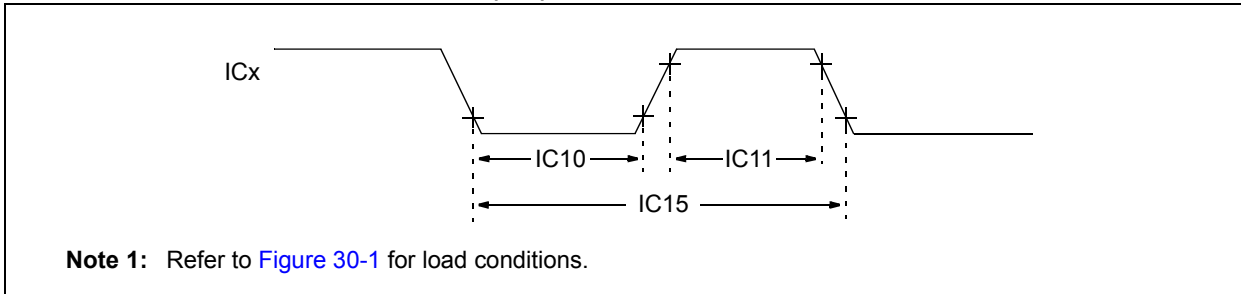 ICx
IC10
IC11
IC15
Note 1: Refer to Figure 30-1 for load conditions.